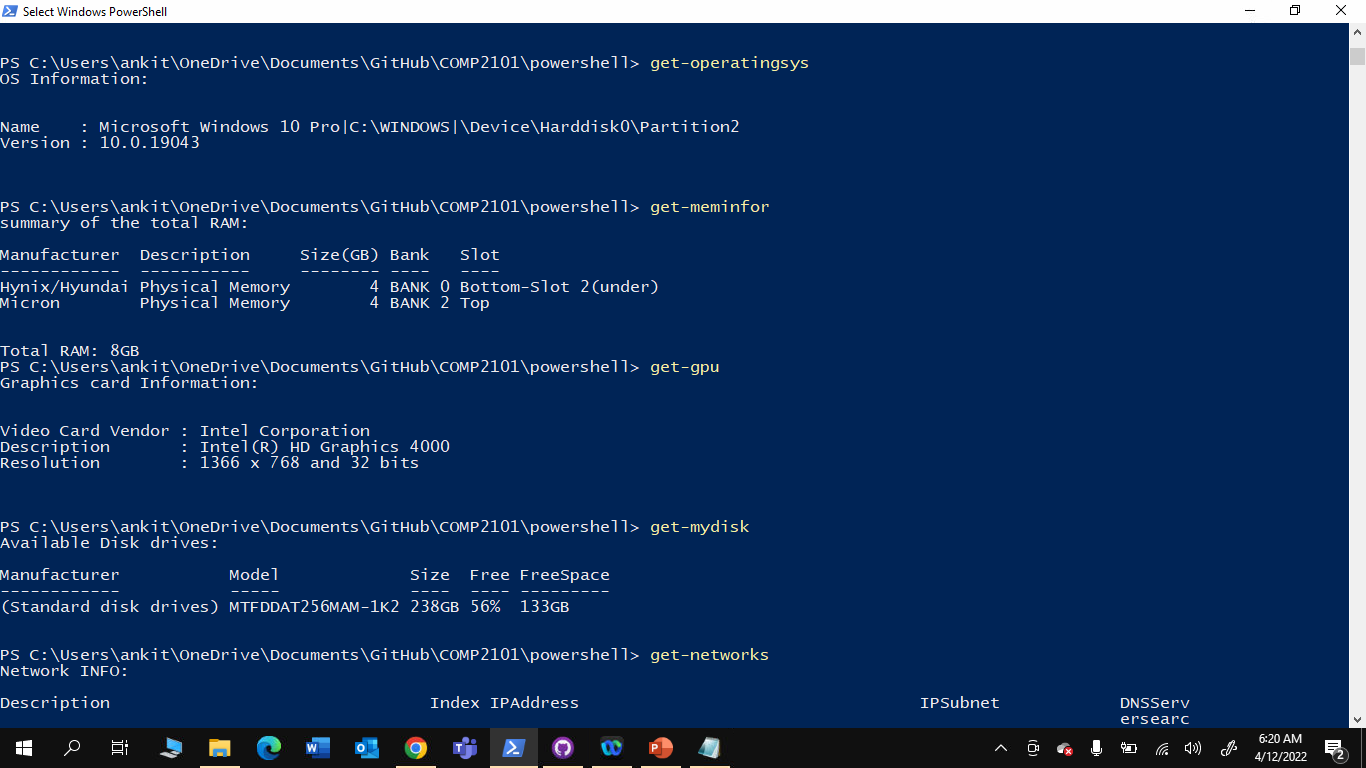 Select Windows PowerShell
PS C:\Users\ankit\OneDrive\Documents\GitHub\COMP2101\powershell> get-operatingsys
OS Information:
Name    : Microsoft Windows 10 Pro|C:\WINDOWS|\Device\Harddisk0\Partition2
Version : 10.0.19043
PS C:\Users\ankit\OneDrive\Documents\GitHub\COMP2101\powershell> get-meminfor
summary of the total RAM:
Manufacturer  Description     Size(GB) Bank   Slot
------------  -----------     -------- ----   ----
Hynix/Hyundai Physical Memory        4 BANK 0 Bottom-Slot 2(under)
Micron        Physical Memory        4 BANK 2 Top
Total RAM: 8GB
PS C:\Users\ankit\OneDrive\Documents\GitHub\COMP2101\powershell> get-gpu
Graphics card Information:
Video Card Vendor : Intel Corporation
Description       : Intel(R) HD Graphics 4000
Resolution        : 1366 x 768 and 32 bits
PS C:\Users\ankit\OneDrive\Documents\GitHub\COMP2101\powershell> get-mydisk
Available Disk drives:
Manufacturer           Model             Size  Free FreeSpace
------------           -----             ----  ---- ---------
(Standard disk drives) MTFDDAT256MAM-1K2 238GB 56%  133GB
PS C:\Users\ankit\OneDrive\Documents\GitHub\COMP2101\powershell> get-networks
Network INFO:
Description                                Index IPAddress                                  IPSubnet            DNSServ
ersearc
6:20 AM
4/12/2022
2